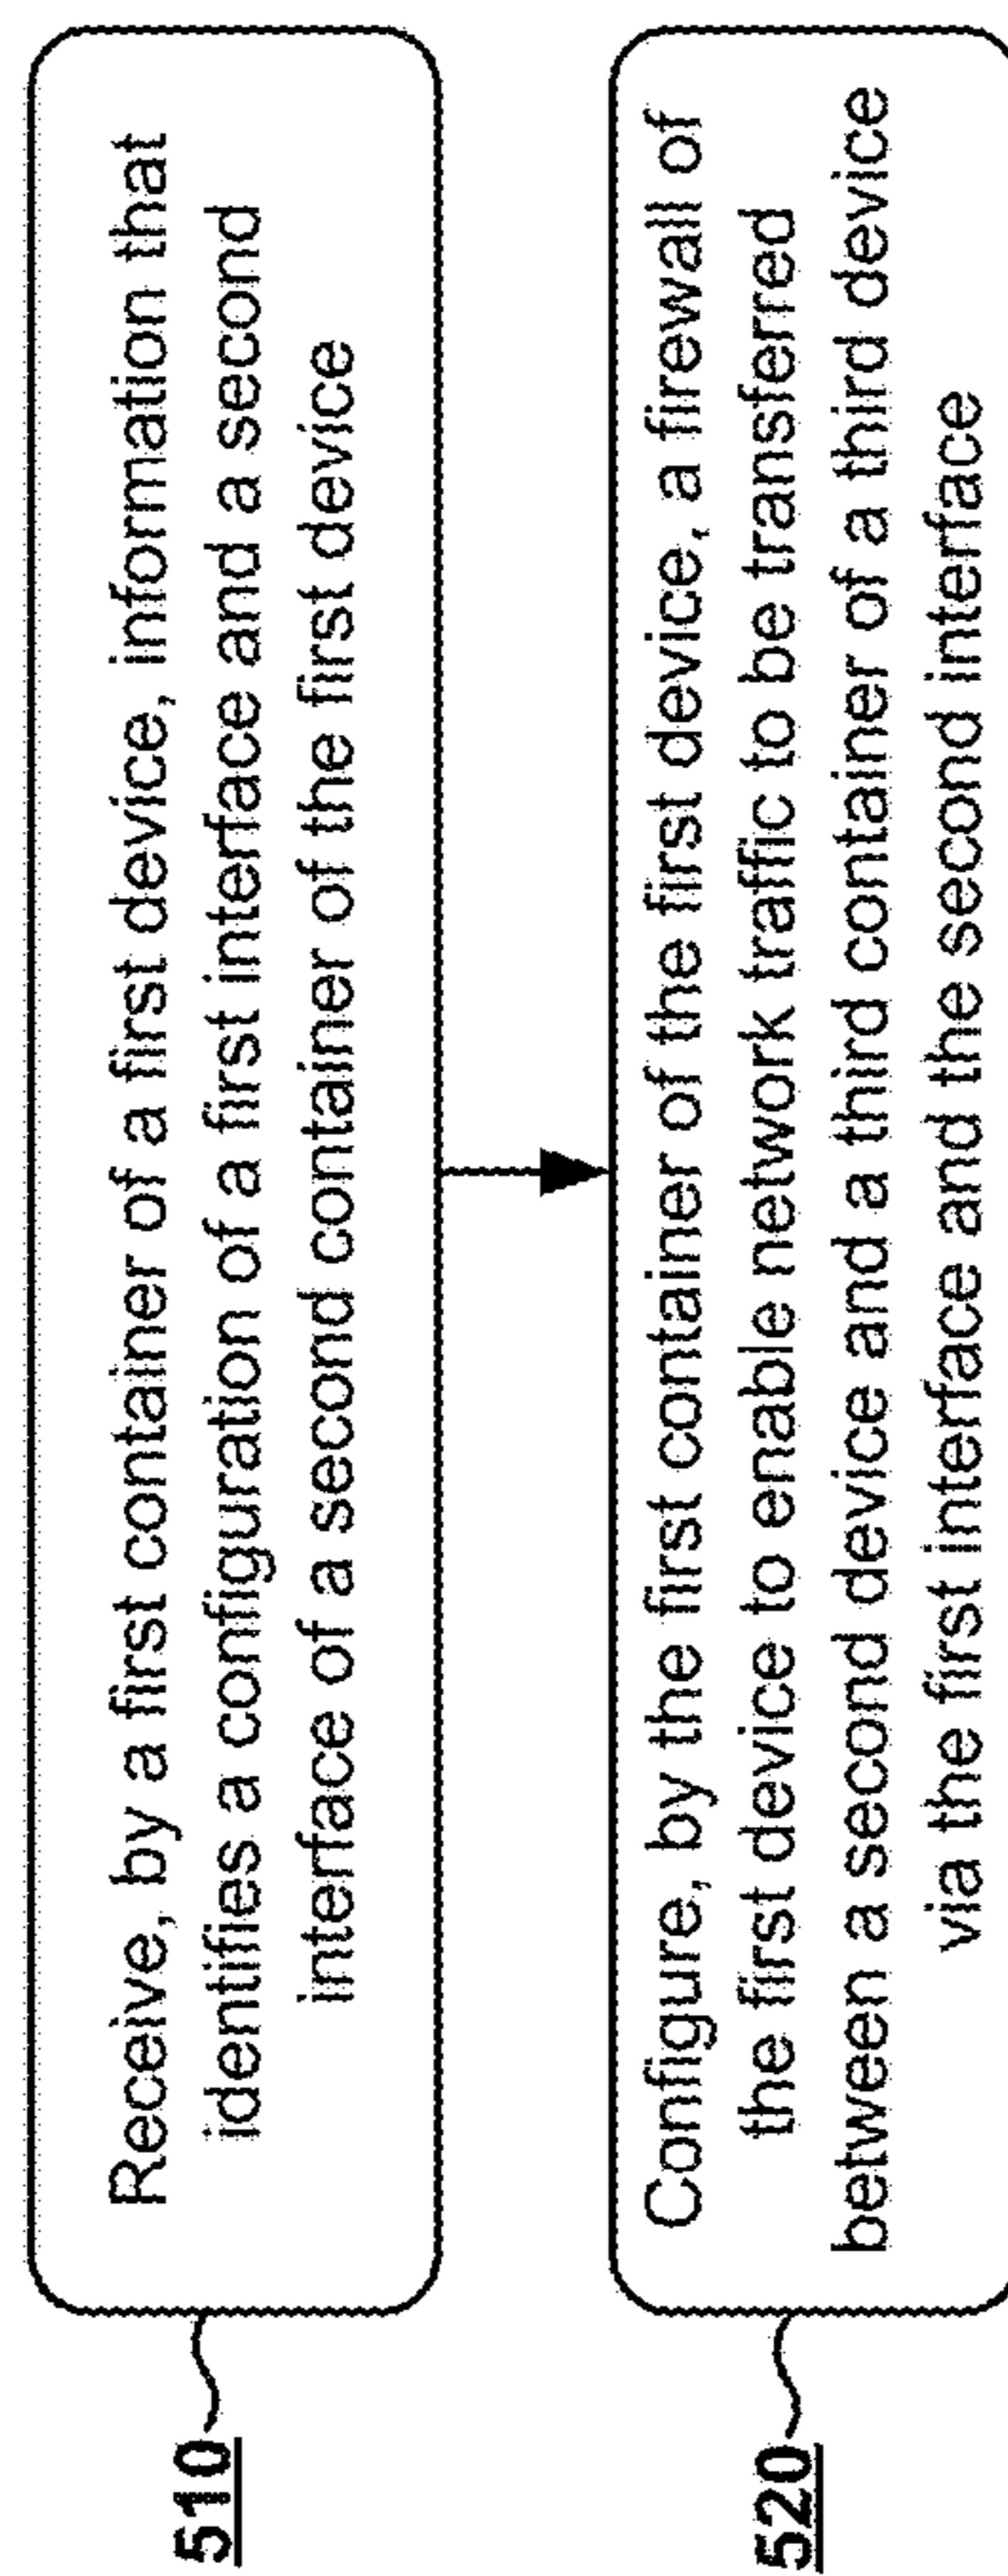 510
Receive, by a first container of a first device, information that
identifies a configuration of a first interface and a second
interface of a second container of the first device
520
Configure, by the first container of the first device, a firewall of
the first device to enable network traffic to be transferred
between a second device and a third container of a third device
via the first interface and the second interface